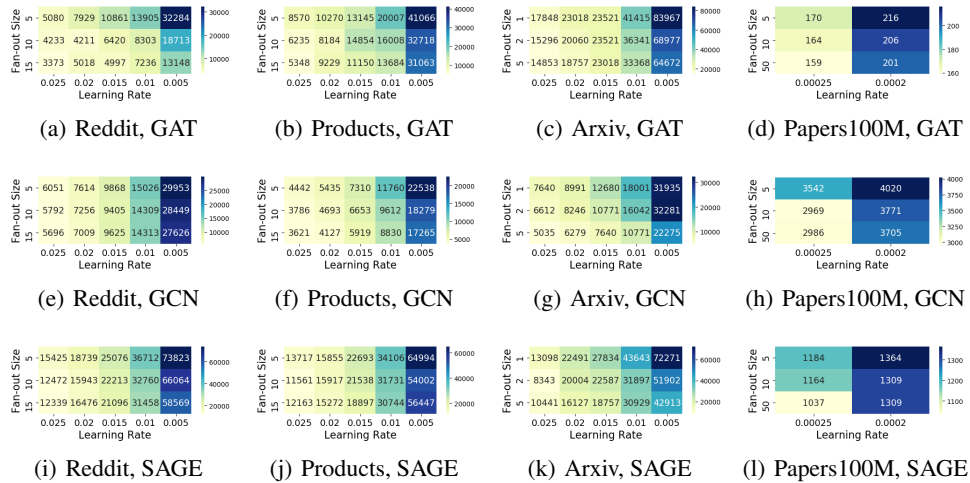 5 5080 7929 10861 13905 32284 30000
10 4233 4211 6420 8303 18713 20000
15 3373 5018 4997 7236 13148 10000
Fan-out Size
0.025 0.02 0.015 0.01 0.005
Learning Rate
(a) Reddit, GAT
5 8570 10270 13145 20007 41066 40000
10 6235 8184 14854 16008 32718 30000
15 5348 9229 11150 13684 31063 20000
10000
Fan-out Size
0.025 0.02 0.015 0.01 0.005
Learning Rate
(b) Products, GAT
1 17848 23018 23521 41415 83967 80000
2 15296 20060 23521 36341 68977 60000
5 14853 18757 23018 33368 64672 40000
20000
Fan-out Size
0.025 0.02 0.015 0.01 0.005
Learning Rate
(c) Arxiv, GAT
5 170 216
10 164 206 200
50 159 201 180
160
Fan-out Size
0.00025 0.0002
Learning Rate
(d) Papers100M, GAT
5 6051 7614 9868 15026 29953 25000
10 5792 7256 9405 14309 28449 20000
15 5696 7009 9625 14313 27626 15000
10000
Fan-out Size
0.025 0.02 0.015 0.01 0.005
Learning Rate
(e) Reddit, GCN
5 4442 5435 7310 11760 22538 20000
10 3786 4693 6653 9612 18279 15000
15 3621 4127 5919 8830 17265 10000
5000
Fan-out Size
0.025 0.02 0.015 0.01 0.005
Learning Rate
(f) Products, GCN
1 7640 8991 12680 18001 31935 30000
2 6612 8246 10771 16042 32281 20000
5 5035 6279 7640 10771 22275 10000
Fan-out Size
0.025 0.02 0.015 0.01 0.005
Learning Rate
(g) Arxiv, GCN
5 3542 4020 4000
10 2969 3771 3750
50 2986 3705 3500
3250
3000
Fan-out Size
0.00025 0.0002
Learning Rate
(h) Papers100M, GCN
5 15425 18739 25076 36712 73823 60000
10 12472 15943 22213 32760 66064 40000
15 12339 16476 21096 31458 58569 20000
Fan-out Size
0.025 0.02 0.015 0.01 0.005
Learning Rate
(i) Reddit, SAGE
5 13717 15855 22693 34106 64994 60000
10 11561 15917 21538 31731 54002 40000
15 12163 15272 18897 30744 56447 20000
Fan-out Size
0.025 0.02 0.015 0.01 0.005
Learning Rate
(j) Products, SAGE
1 13098 22491 27834 43643 72271 60000
2 8343 20004 22587 31897 51902 40000
5 10441 16127 18757 30929 42913 20000
Fan-out Size
0.025 0.02 0.015 0.01 0.005
Learning Rate
(k) Arxiv, SAGE
5 1184 1364 1300
10 1164 1309 1200
50 1037 1309 1100
Fan-out Size
0.00025 0.0002
Learning Rate
(l) Papers100M, SAGE